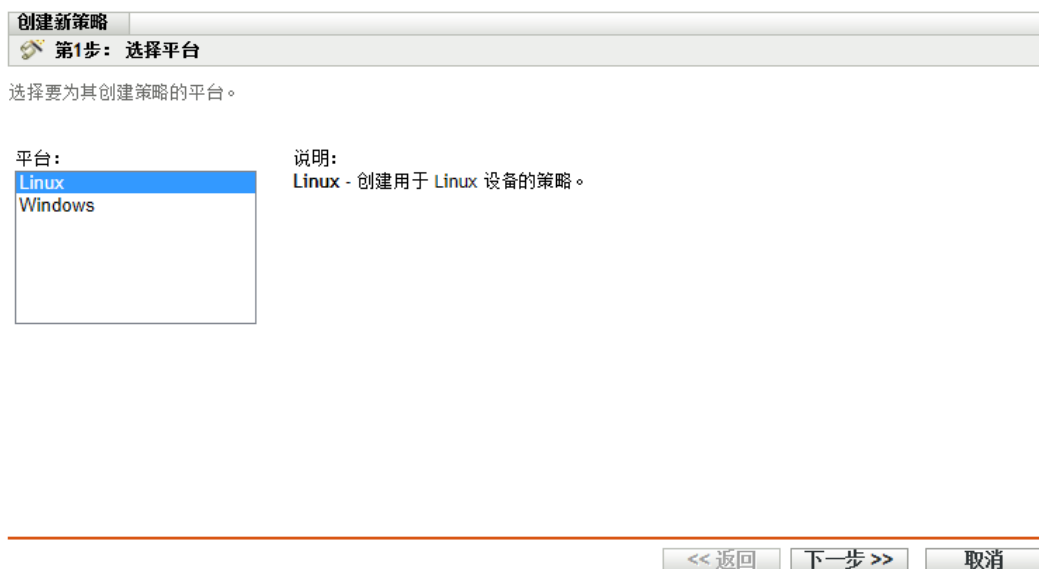 创建新策略
第1步： 选择平台
选择要为其创建策略的平台。
平台：
Linux
Windows
说明：
Linux - 创建用于 Linux 设备的策略。
<< 返回 下一步 >> 取消